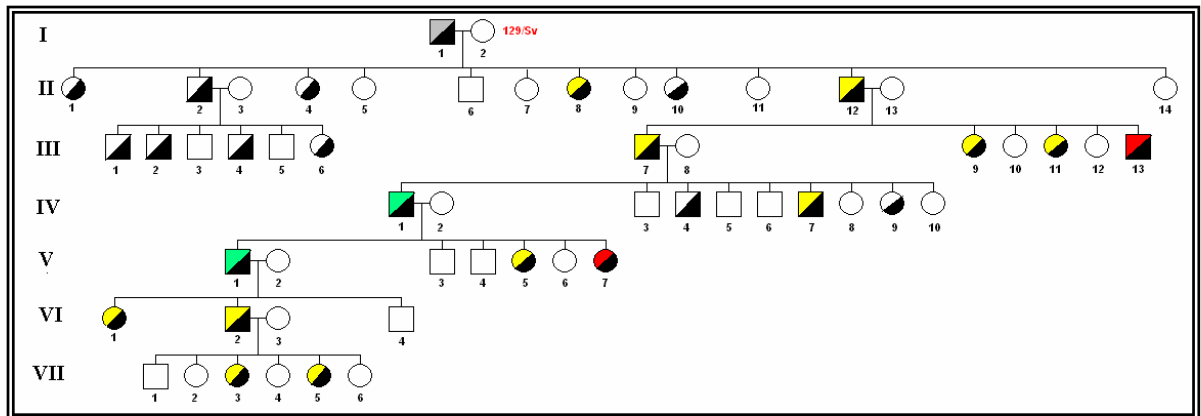 I
129/Sv
1 2
II
1 2 3 4 5 6 7 8 9 10 11 12 13 14
III
1 2 3 4 5 6 7 8 9 10 11 12 13
IV
1 2 3 4 5 6 7 8 9 10
V
1 2 3 4 5 6 7
VI
1 2 3 4
VII
1 2 3 4 5 6